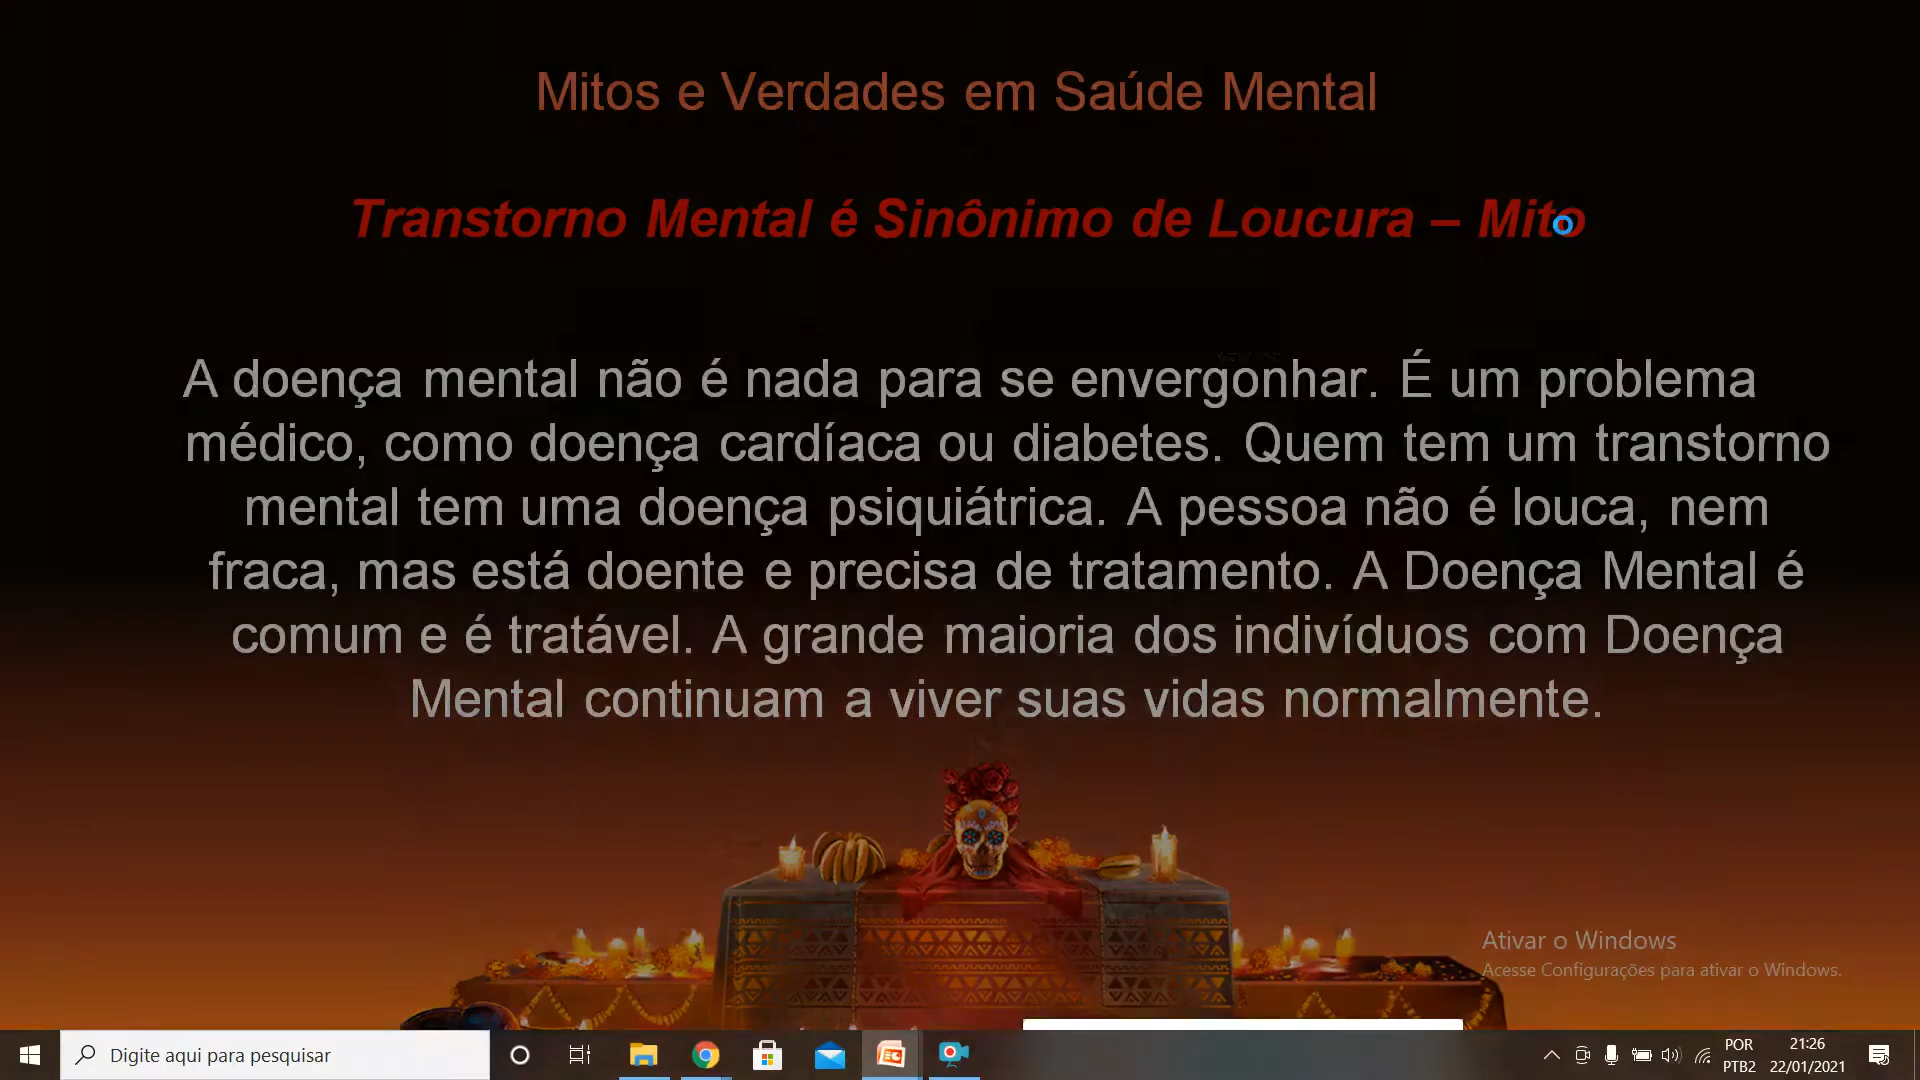 Mitos e Verdades em Saúde Mental
Transtorno Mental é Sinônimo de Loucura – Mito
A doença mental não é nada para se envergonhar. É um problema
médico, como doença cardíaca ou diabetes. Quem tem um transtorno
mental tem uma doença psiquiátrica. A pessoa não é louca, nem
fraca, mas está doente e precisa de tratamento. A Doença Mental é
comum e é tratável. A grande maioria dos indivíduos com Doença
Mental continuam a viver suas vidas normalmente.
Ativar o Windows
Acesse Configurações para ativar o Windows.
Digite aqui para pesquisar
POR
PTB2
21:26
22/01/2021